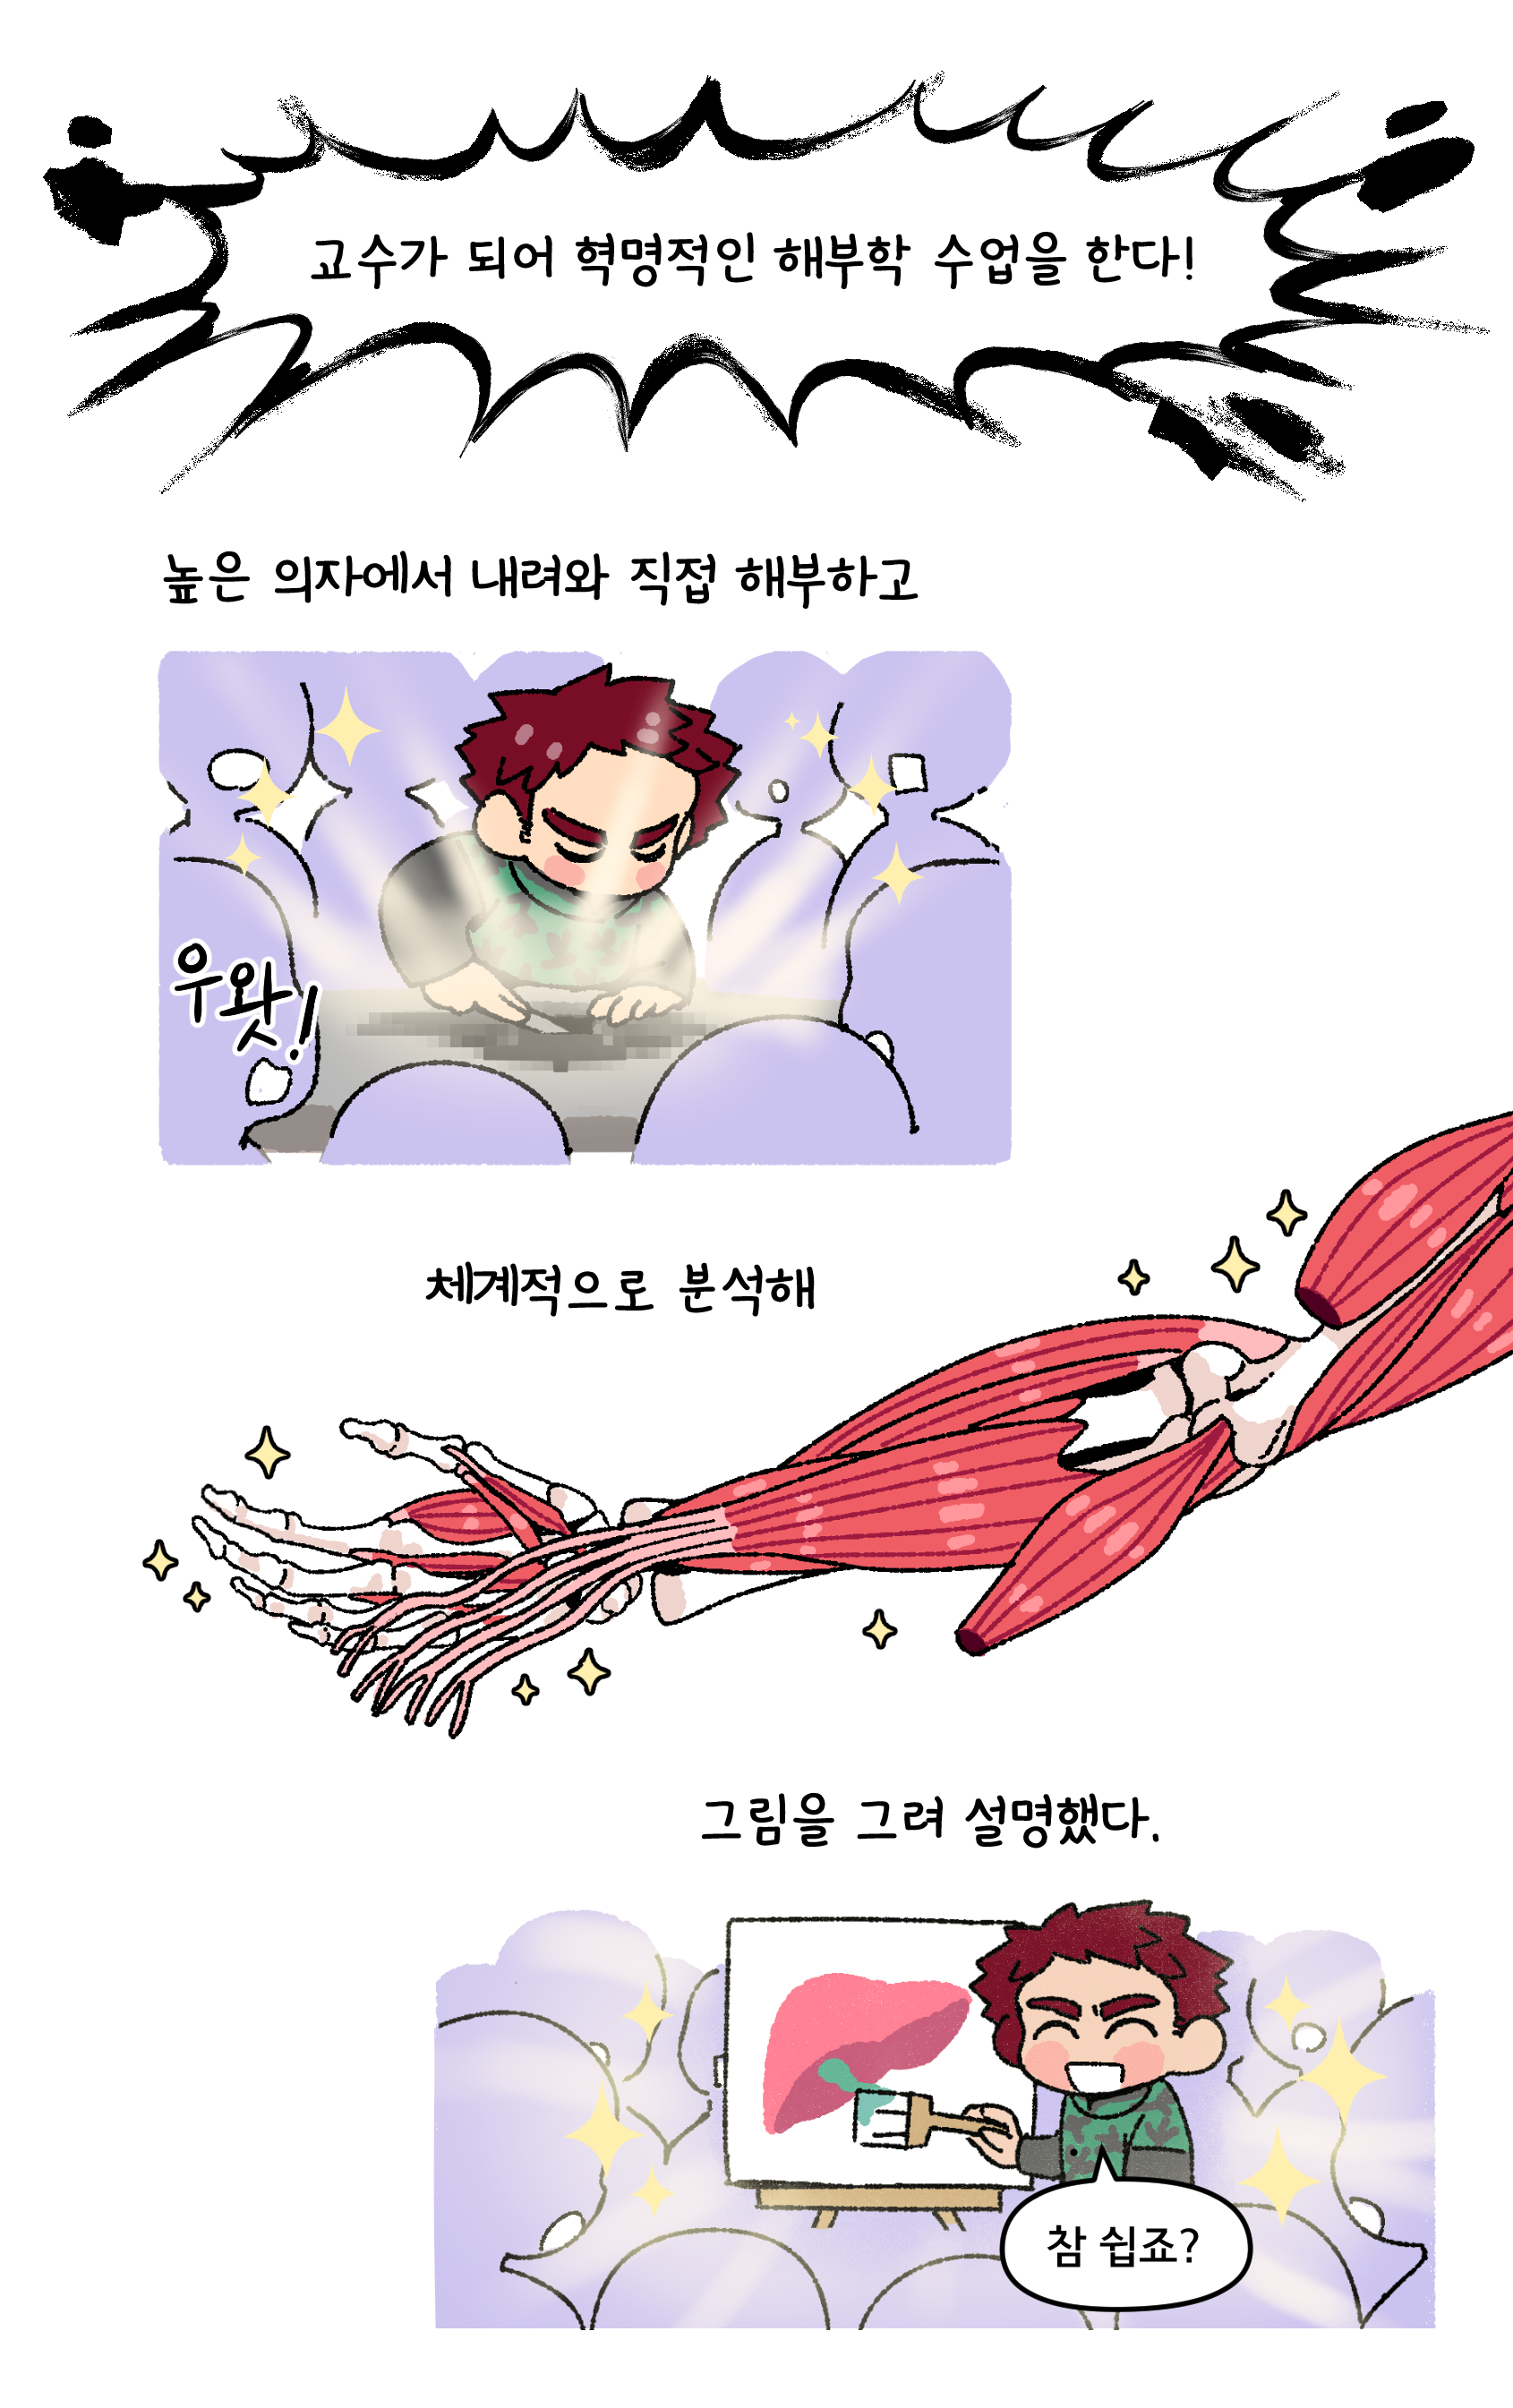 교수가 되어 혁명적인 해부학 수업을 한다!
높은 의자에서 내려와 직접 해부하고
우왓!
체계적으로 분석해
그림을 그려 설명했다.
참 쉽죠?